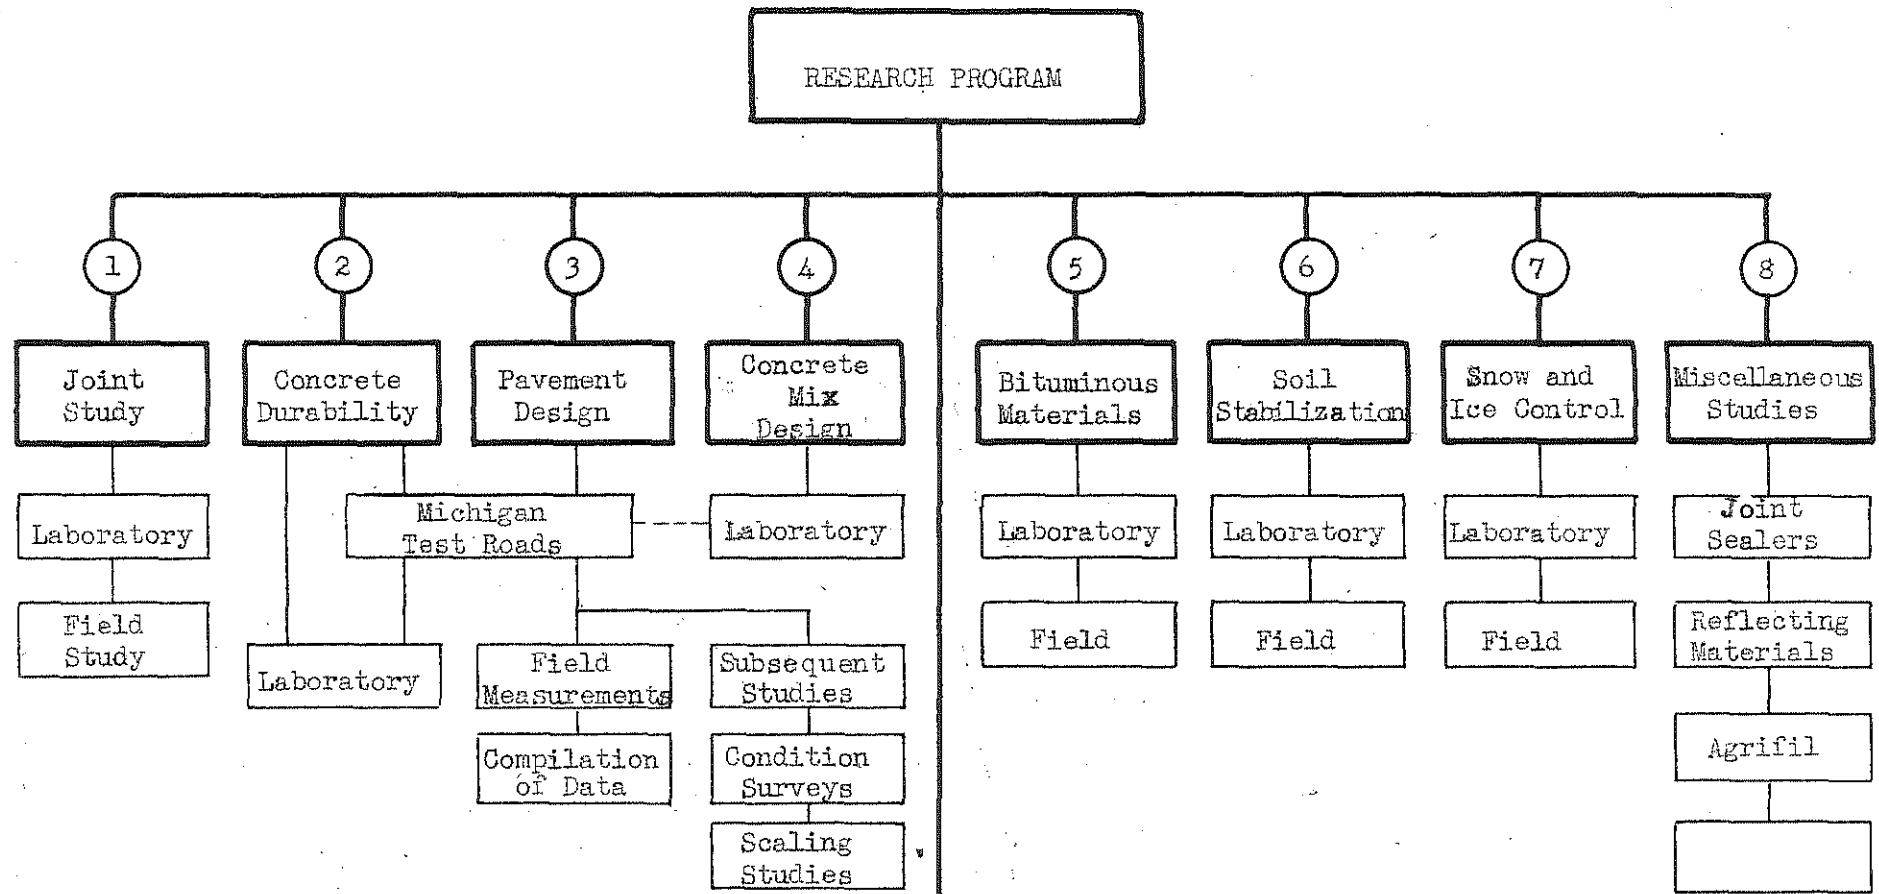 RESEARCH PROGRAM
1
2
3
4
5
6
7
8
Joint
Study
Concrete
Durability
Pavement
Design
Concrete
Mix
Design
Bituminous
Materials
Soil
Stabilization
Snow and
Ice Control
Miscellaneous
Studies
Laboratory
Michigan
Test Roads
Laboratory
Laboratory
Laboratory
Laboratory
Joint
Sealers
Field
Study
Laboratory
Field
Measurements
Subsequent
Studies
Field
Field
Field
Reflecting
Materials
Compilation
of Data
Condition
Surveys
Agrifil
Scaling
Studies